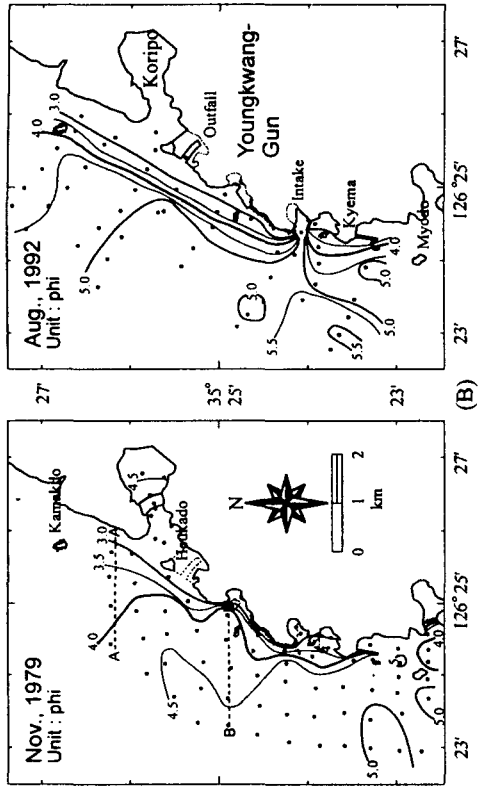 Nov., 1979
Unit : phi
Kamakdo
3.0
3.5
4.0
A
A'
4.5
4.5
B
N
0 1 2
km
5.0
4.0
5.0
23'
126° 25'
27'
Aug., 1992
Unit : phi
27'
35°
25'
23'
4.0
3.0
Koripo
Outfall
Youngkwang-
Gun
5.0
3.0
Intake
Kyema
5.5
4.0
5.0
Myodo
5.5
5.0
23'
126° 25'
27'
(B)